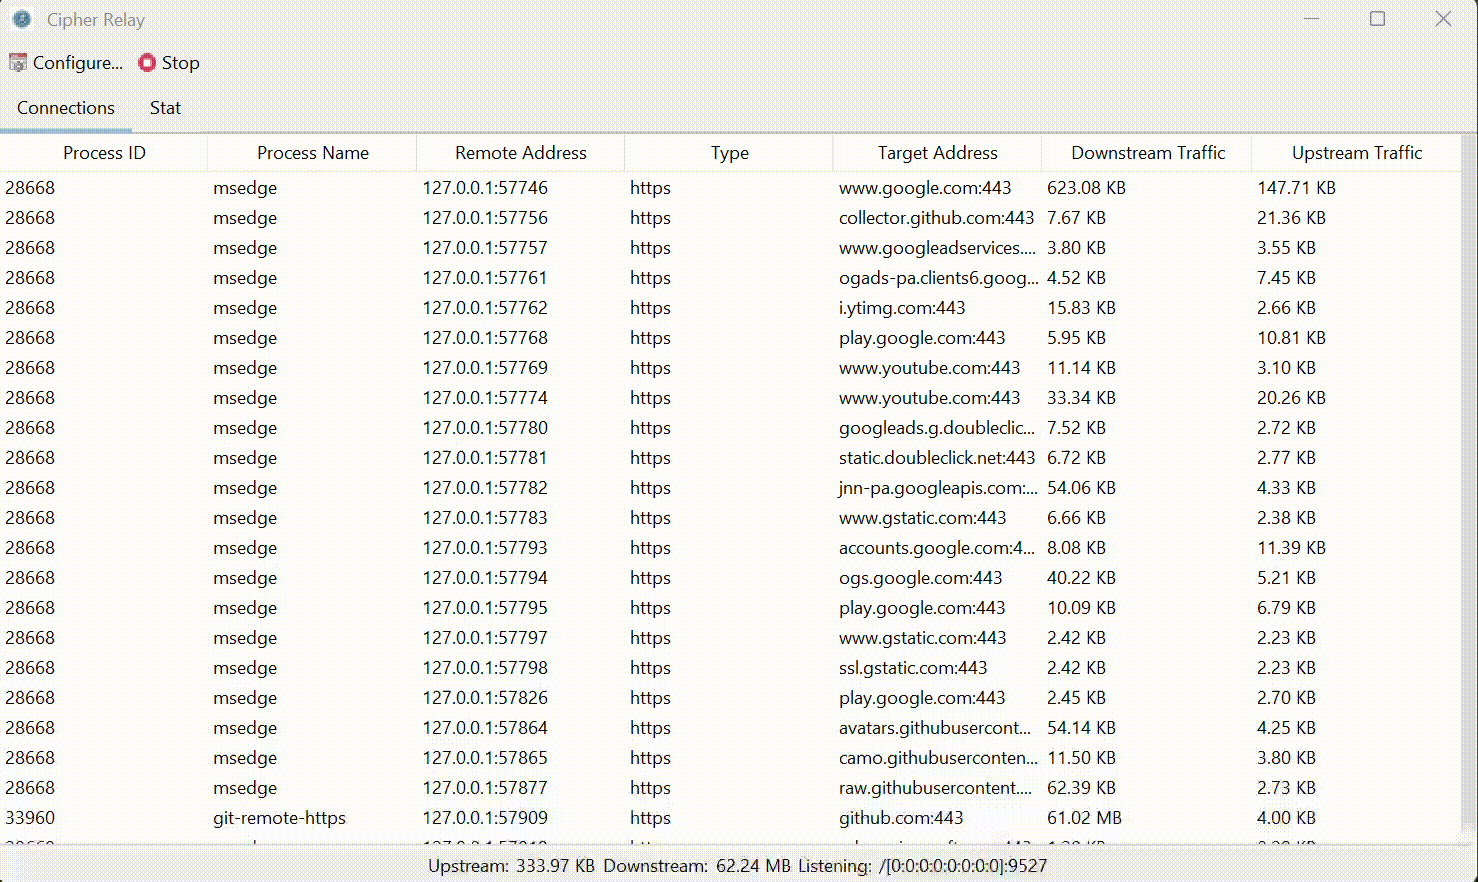 Cipher Relay
Configure... Stop
Connections Stat
Process ID Process Name Remote Address Type Target Address Downstream Traffic Upstream Traffic
28668 msedge 127.0.0.1:57746 https www.google.com:443 623.08 KB 147.71 KB
28668 msedge 127.0.0.1:57756 https collector.github.com:443 7.67 KB 21.36 KB
28668 msedge 127.0.0.1:57757 https www.googleadservices.... 3.80 KB 3.55 KB
28668 msedge 127.0.0.1:57761 https ogads-pa.clients6.goog... 4.52 KB 7.45 KB
28668 msedge 127.0.0.1:57762 https i.ytimg.com:443 15.83 KB 2.66 KB
28668 msedge 127.0.0.1:57768 https play.google.com:443 5.95 KB 10.81 KB
28668 msedge 127.0.0.1:57769 https www.youtube.com:443 11.14 KB 3.10 KB
28668 msedge 127.0.0.1:57774 https www.youtube.com:443 33.34 KB 20.26 KB
28668 msedge 127.0.0.1:57780 https googleads.g.doubleclic... 7.52 KB 2.72 KB
28668 msedge 127.0.0.1:57781 https static.doubleclick.net:443 6.72 KB 2.77 KB
28668 msedge 127.0.0.1:57782 https jnn-pa.googleapis.com:... 54.06 KB 4.33 KB
28668 msedge 127.0.0.1:57783 https www.gstatic.com:443 6.66 KB 2.38 KB
28668 msedge 127.0.0.1:57793 https accounts.google.com:4... 8.08 KB 11.39 KB
28668 msedge 127.0.0.1:57794 https ogs.google.com:443 40.22 KB 5.21 KB
28668 msedge 127.0.0.1:57795 https play.google.com:443 10.09 KB 6.79 KB
28668 msedge 127.0.0.1:57797 https www.gstatic.com:443 2.42 KB 2.23 KB
28668 msedge 127.0.0.1:57798 https ssl.gstatic.com:443 2.42 KB 2.23 KB
28668 msedge 127.0.0.1:57826 https play.google.com:443 2.45 KB 2.70 KB
28668 msedge 127.0.0.1:57864 https avatars.githubusercont... 54.14 KB 4.25 KB
28668 msedge 127.0.0.1:57865 https camo.githubuserconten... 11.50 KB 3.80 KB
28668 msedge 127.0.0.1:57877 https raw.githubusercontent.... 62.39 KB 2.73 KB
33960 git-remote-https 127.0.0.1:57909 https github.com:443 61.02 MB 4.00 KB
Upstream: 333.97 KB Downstream: 62.24 MB Listening: /[0:0:0:0:0:0:0:0]:9527